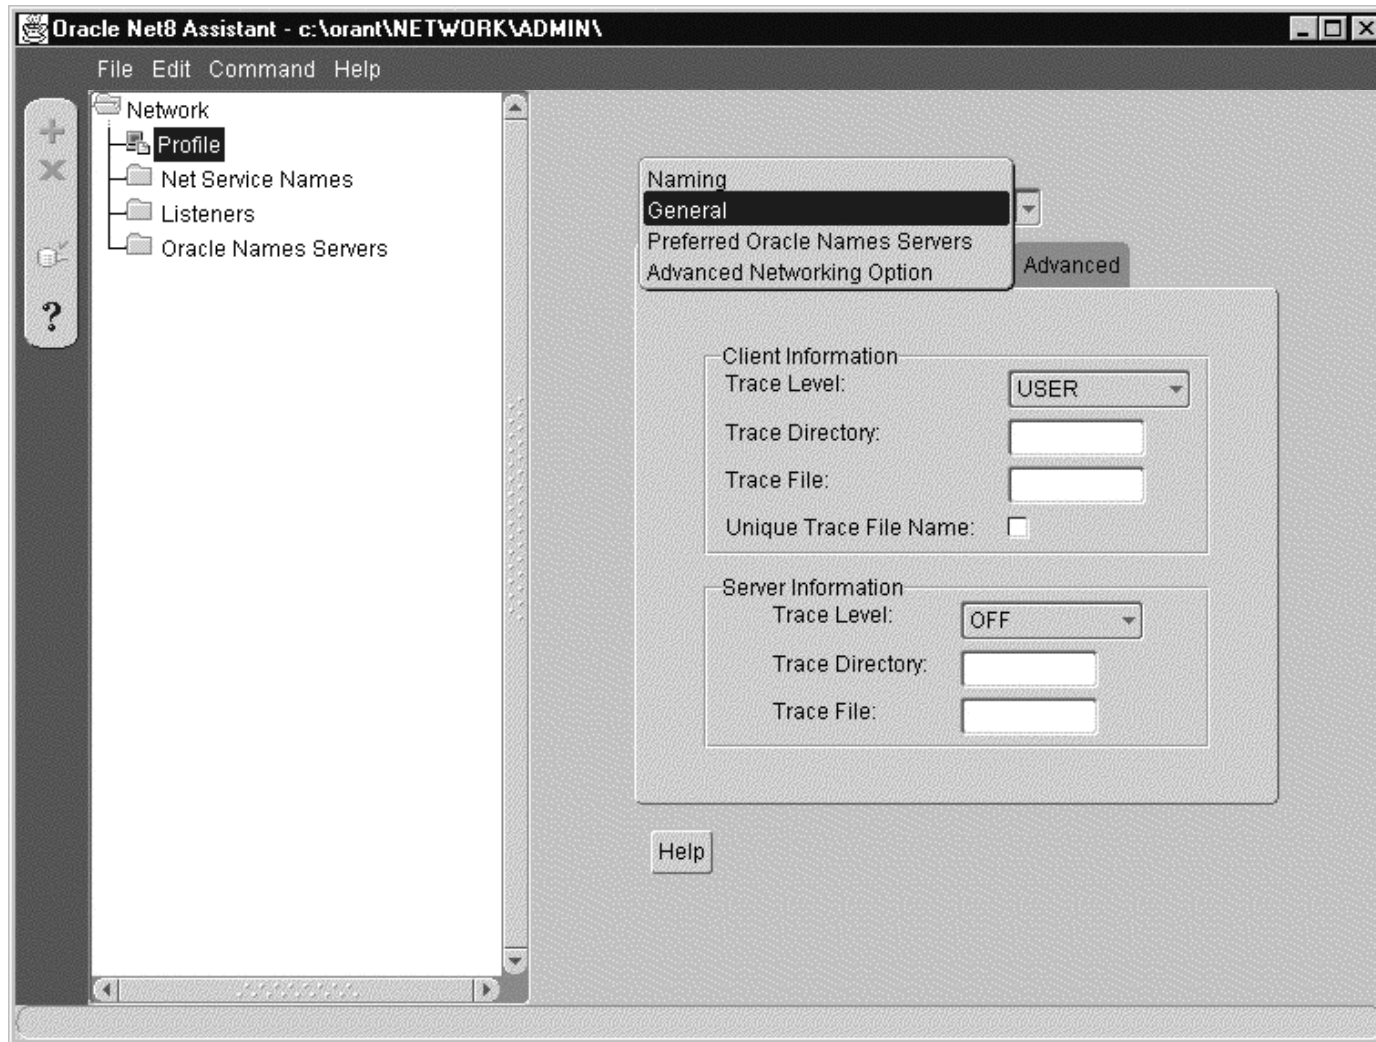 Oracle Net8 Assistant - c:\orant\NETWORK\ADMIN\
File Edit Command Help
Network
Profile
Net Service Names
Listeners
Oracle Names Servers
?
Naming
General
Preferred Oracle Names Servers
Advanced Networking Option
Advanced
Client Information
Trace Level: USER
Trace Directory:
Trace File:
Unique Trace File Name:
Server Information
Trace Level: OFF
Trace Directory:
Trace File:
Help